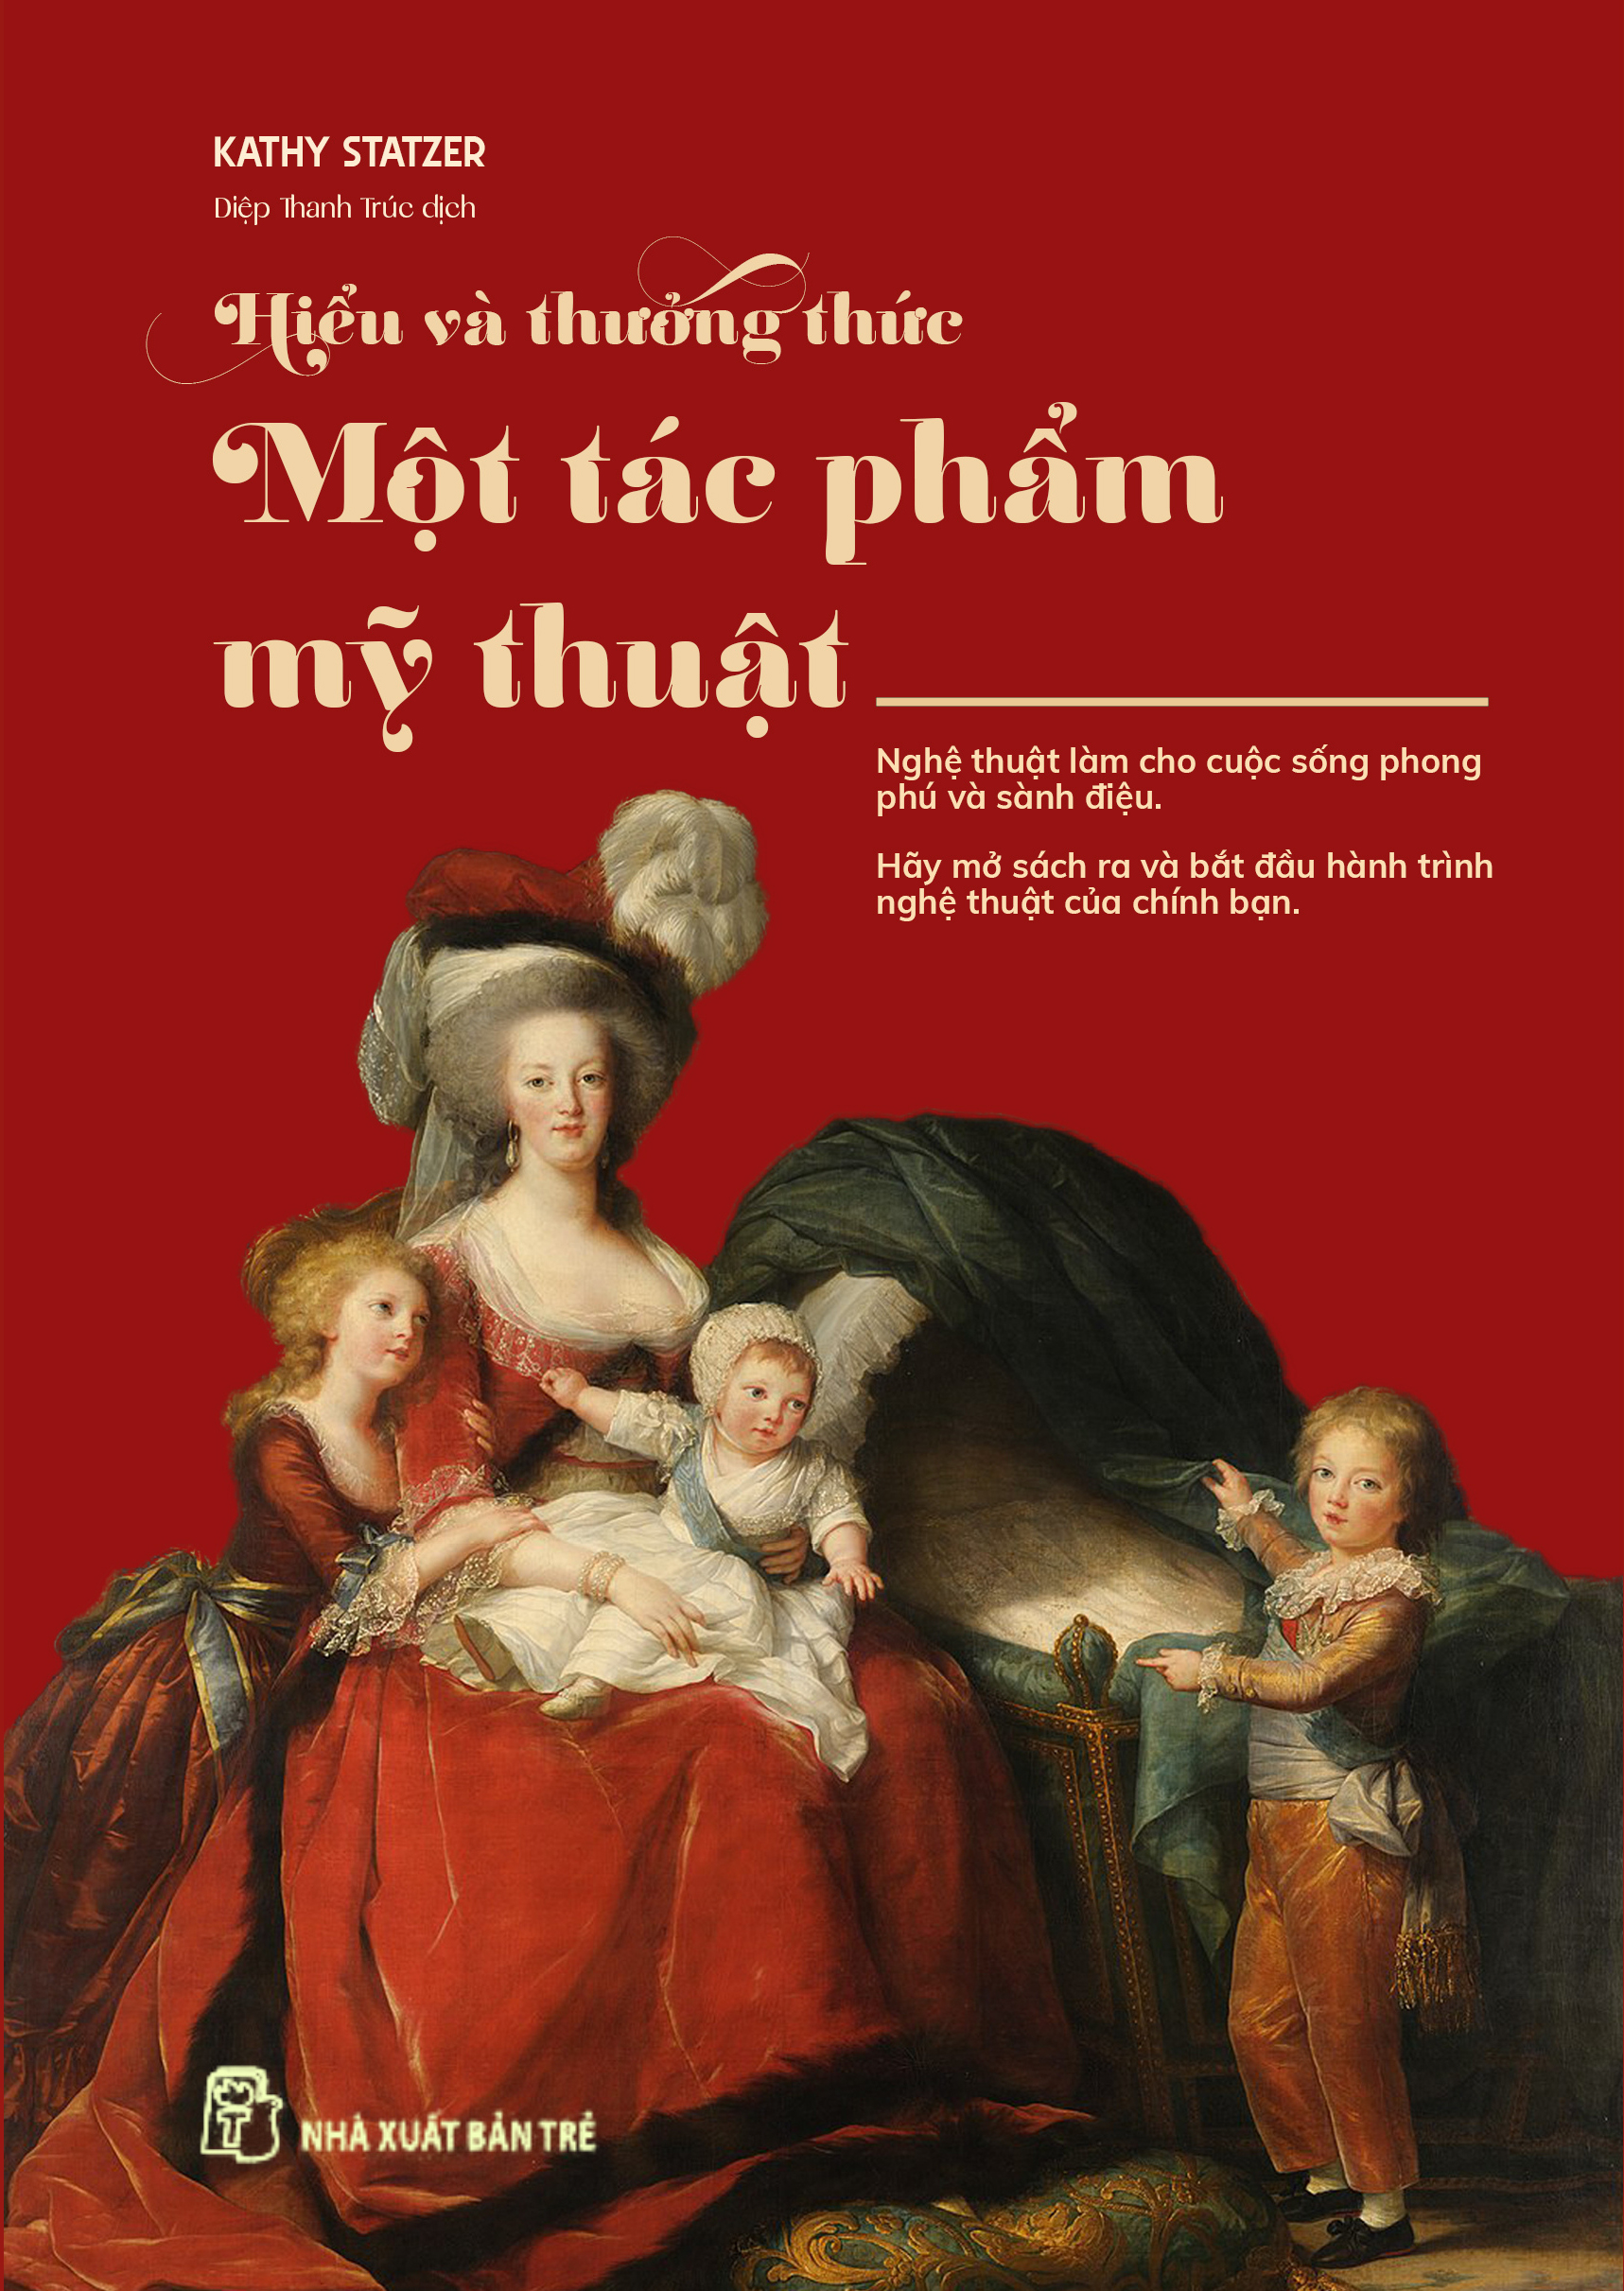 KATHY STATZER
Diệp Thanh Trúc dịch
Hiểu và thưởng thức
Một tác phẩm
mỹ thuật
Nghệ thuật làm cho cuộc sống phong
phú và sành điệu.
Hãy mở sách ra và bắt đầu hành trình
nghệ thuật của chính bạn.
NHÀ XUẤT BẢN TRẺ